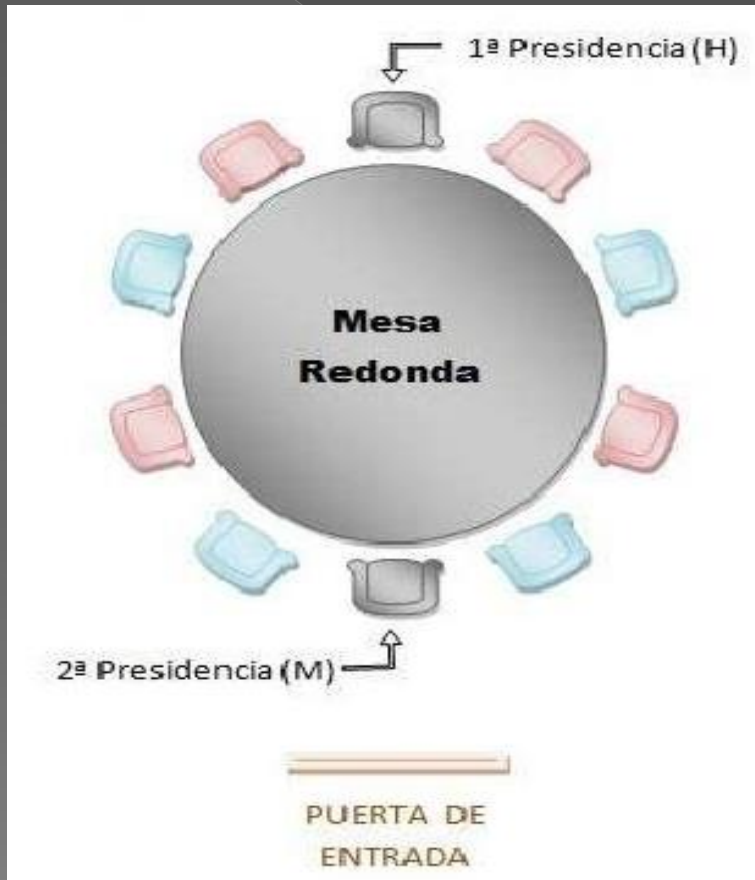 1ª Presidencia (H)
Mesa
Redonda
2ª Presidencia (M)
PUERTA DE
ENTRADA